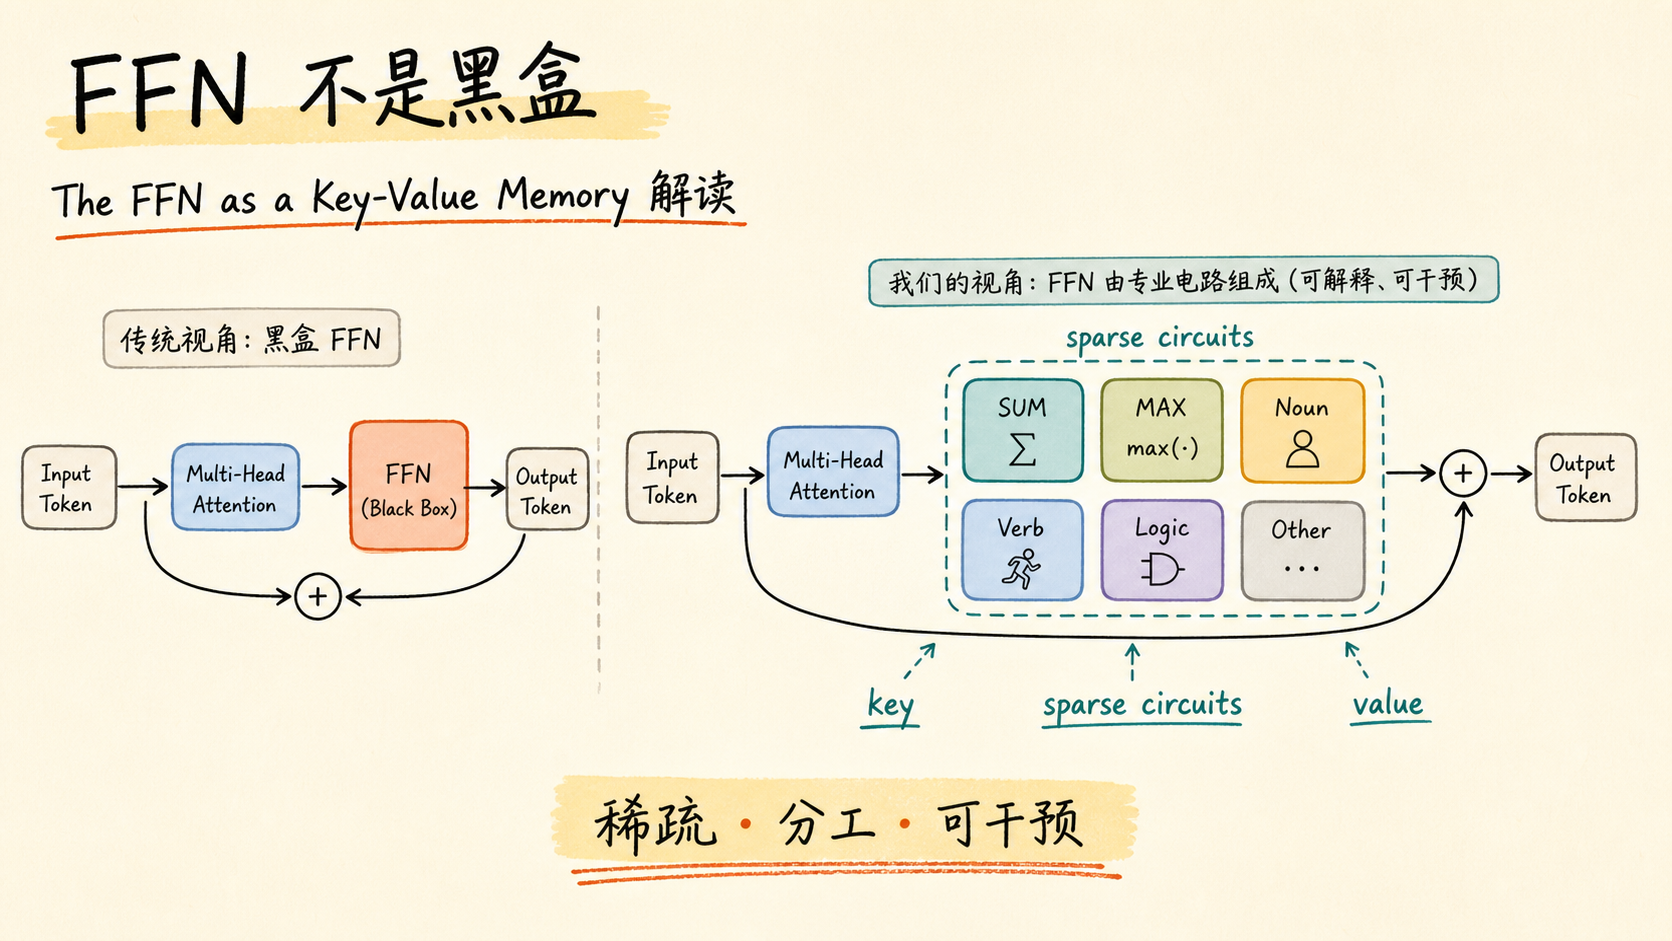 FFN 不是黑盒
The FFN as a Key-Value Memory 解读
传统视角：黑盒 FFN
Input
Token
Multi-Head
Attention
FFN
(Black Box)
Output
Token
+
我们的视角：FFN 由专业电路组成（可解释、可干预）
sparse circuits
Input
Token
Multi-Head
Attention
SUM
Σ
MAX
max(·)
Noun
Verb
Logic
Other
...
+
Output
Token
key
sparse circuits
value
稀疏 · 分工 · 可干预